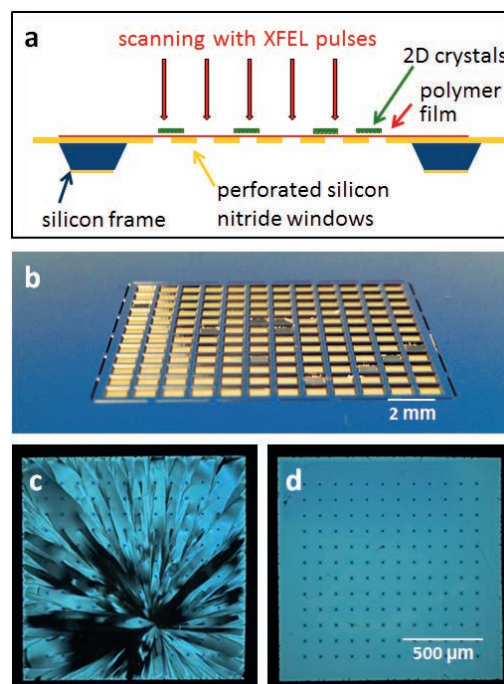 a
scanning with XFEL pulses
2D crystals
polymer
film
silicon frame
perforated silicon
nitride windows
b
2 mm
c
d
500 µm